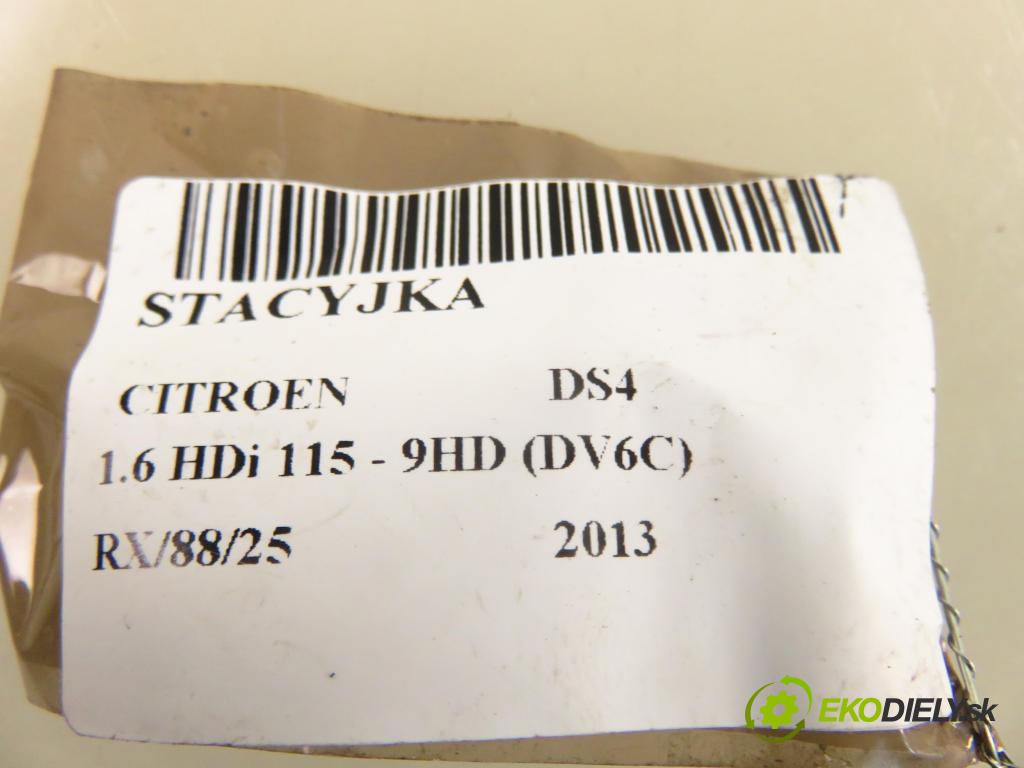 STACYJKA
CITROEN DS4
1.6 HDi 115 - 9HD (DV6C)
RX/88/25 2013
EKODIELY.sk